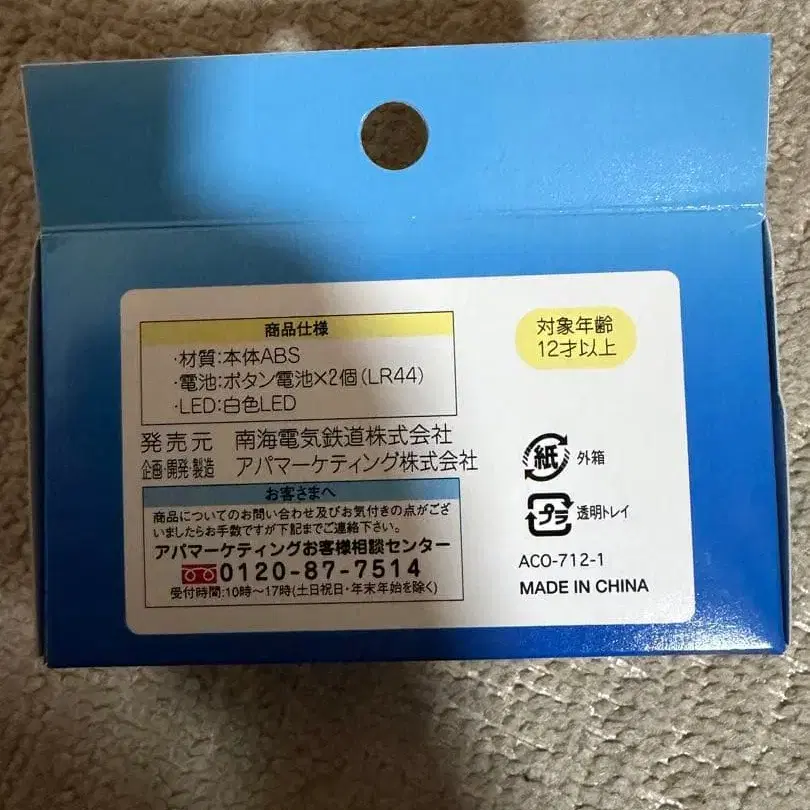 商品仕様
・材質:本体ABS
・電池:ボタン電池×2個(LR44)
・LED:白色LED
発売元 南海電気鉄道株式会社
企画・開発・製造 アパマーケティング株式会社
お客さまへ
商品についてのお問い合わせ及びお気付きの点がござ
いましたらお手数ですが下記までご連絡下さい。
アパマーケティングお客様相談センター
0120-87-7514
受付時間:10時～17時(土日祝日・年末年始を除く)
対象年齢
12才以上
紙 外箱
プラ 透明トレイ
ACO-712-1
MADE IN CHINA